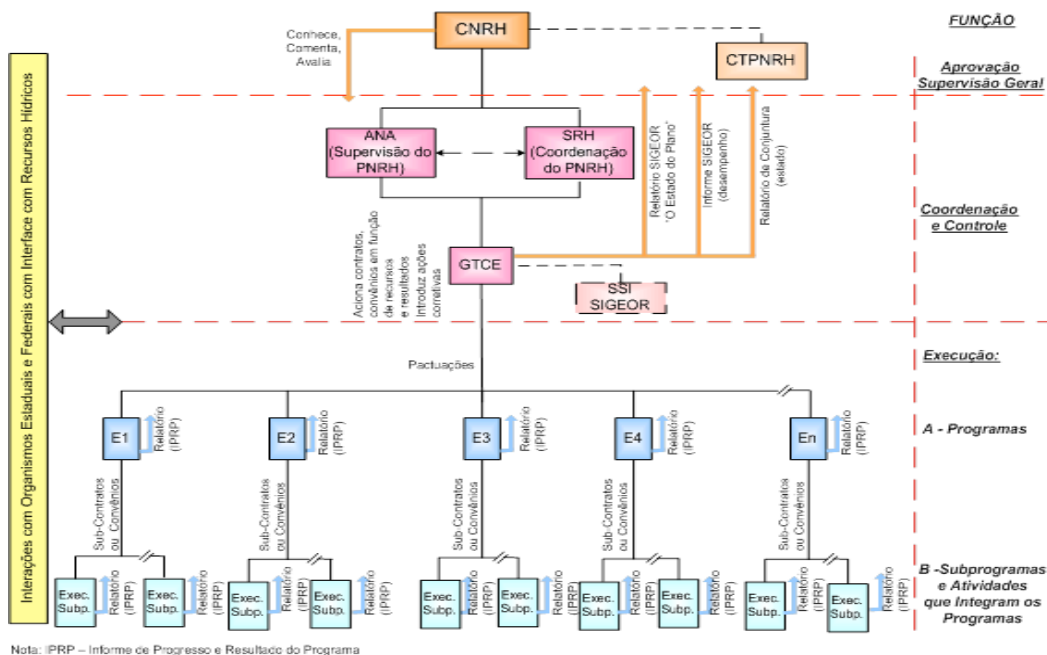 CNRH
FUNÇÃO
Conhece,
Comenta,
Avalia
CTPNRH
Aprovação
Supervisão Geral
Interações com Organismos Estaduais e Federais com Interface com Recursos Hídricos
ANA
(Supervisão do
PNRH)
SRH
(Coordenação
do PNRH)
Relatório SIGEOR
"O Estado do Plano"
Informe SIGEOR
(desempenho)
Relatório de Conjuntura
(estado)
Coordenação
e Controle
Aciona contratos,
convênios em função
de recursos
e resultados
Introduz ações
corretivas
GTCE
SSI
SIGEOR
Pactuações
Execução:
E1
Relatório
(IPRP)
E2
Relatório
(IPRP)
E3
Relatório
(IPRP)
E4
Relatório
(IPRP)
En
Relatório
(IPRP)
A - Programas
Sub-Contratos
ou Convênios
Sub-Contratos
ou Convênios
Sub-Contratos
ou Convênios
Sub-Contratos
ou Convênios
Sub-Contratos
ou Convênios
Exec.
Subp.
Relatório
(IPRP)
Exec.
Subp.
Relatório
(IPRP)
Exec.
Subp.
Relatório
(IPRP)
Exec.
Subp.
Relatório
(IPRP)
Exec.
Subp.
Relatório
(IPRP)
Exec.
Subp.
Relatório
(IPRP)
Exec.
Subp.
Relatório
(IPRP)
Exec.
Subp.
Relatório
(IPRP)
Exec.
Subp.
Relatório
(IPRP)
Exec.
Subp.
Relatório
(IPRP)
B -Subprogramas
e Atividades
que Integram os
Programas
Nota: IPRP – Informe de Progresso e Resultado do Programa